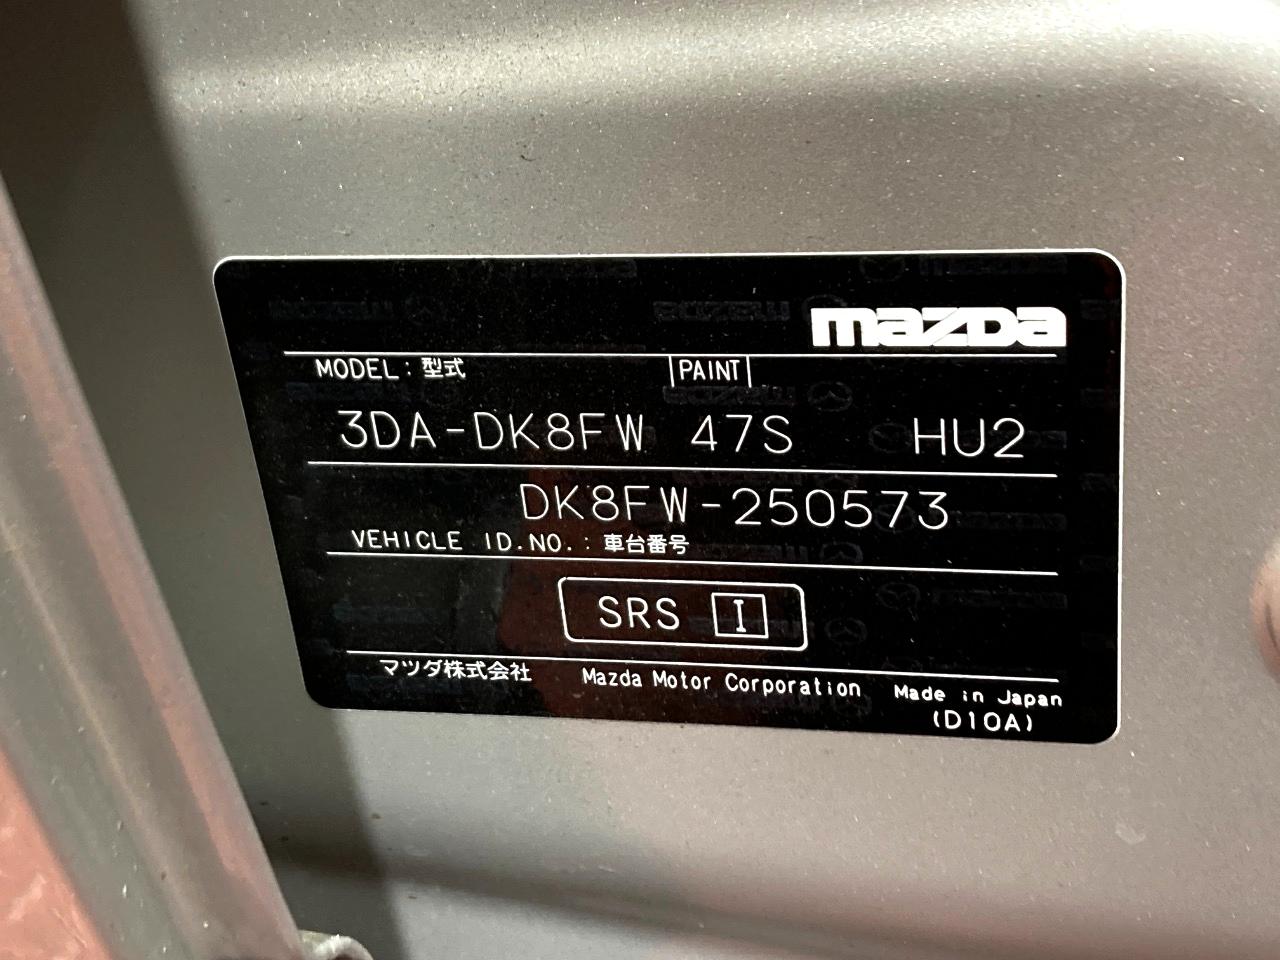 mazda
MODEL：型式 PAINT
3DA-DK8FW 47S HU2
DK8FW-250573
VEHICLE ID.NO.：車台番号
SRS I
マツダ株式会社 Mazda Motor Corporation Made in Japan
(D10A)